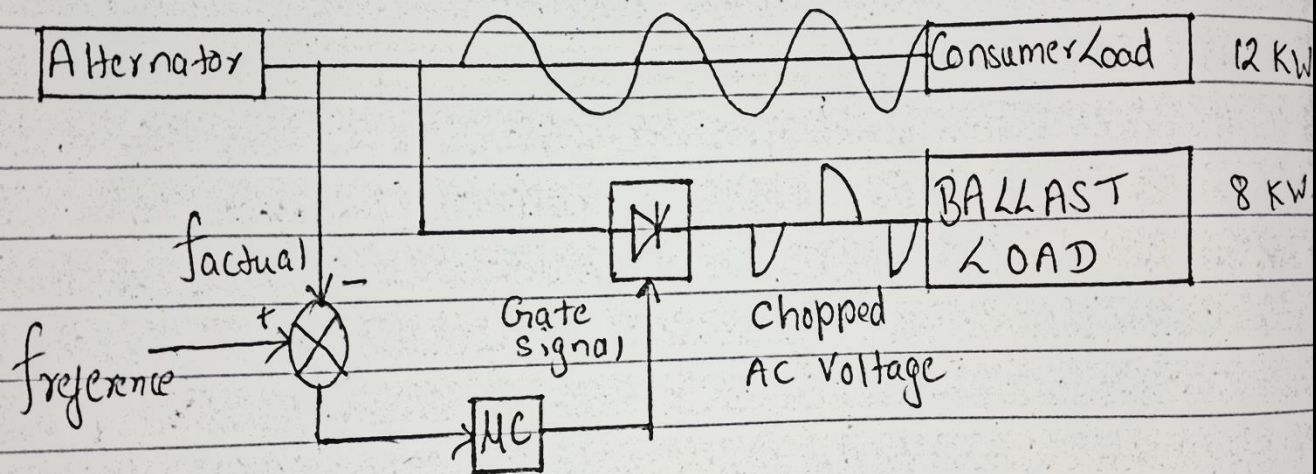 Alternator
Consumer Load
12 KW
BALLAST
LOAD
8 KW
factual
-
+
freference
Gate
signal
Chopped
AC Voltage
MC